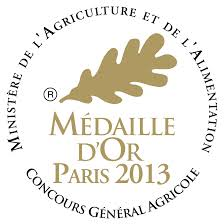 MINISTÈRE DE L'AGRICULTURE ET DE L'ALIMENTATION
®
MÉDAILLE
D'OR
PARIS 2013
CONCOURS GÉNÉRAL AGRICOLE